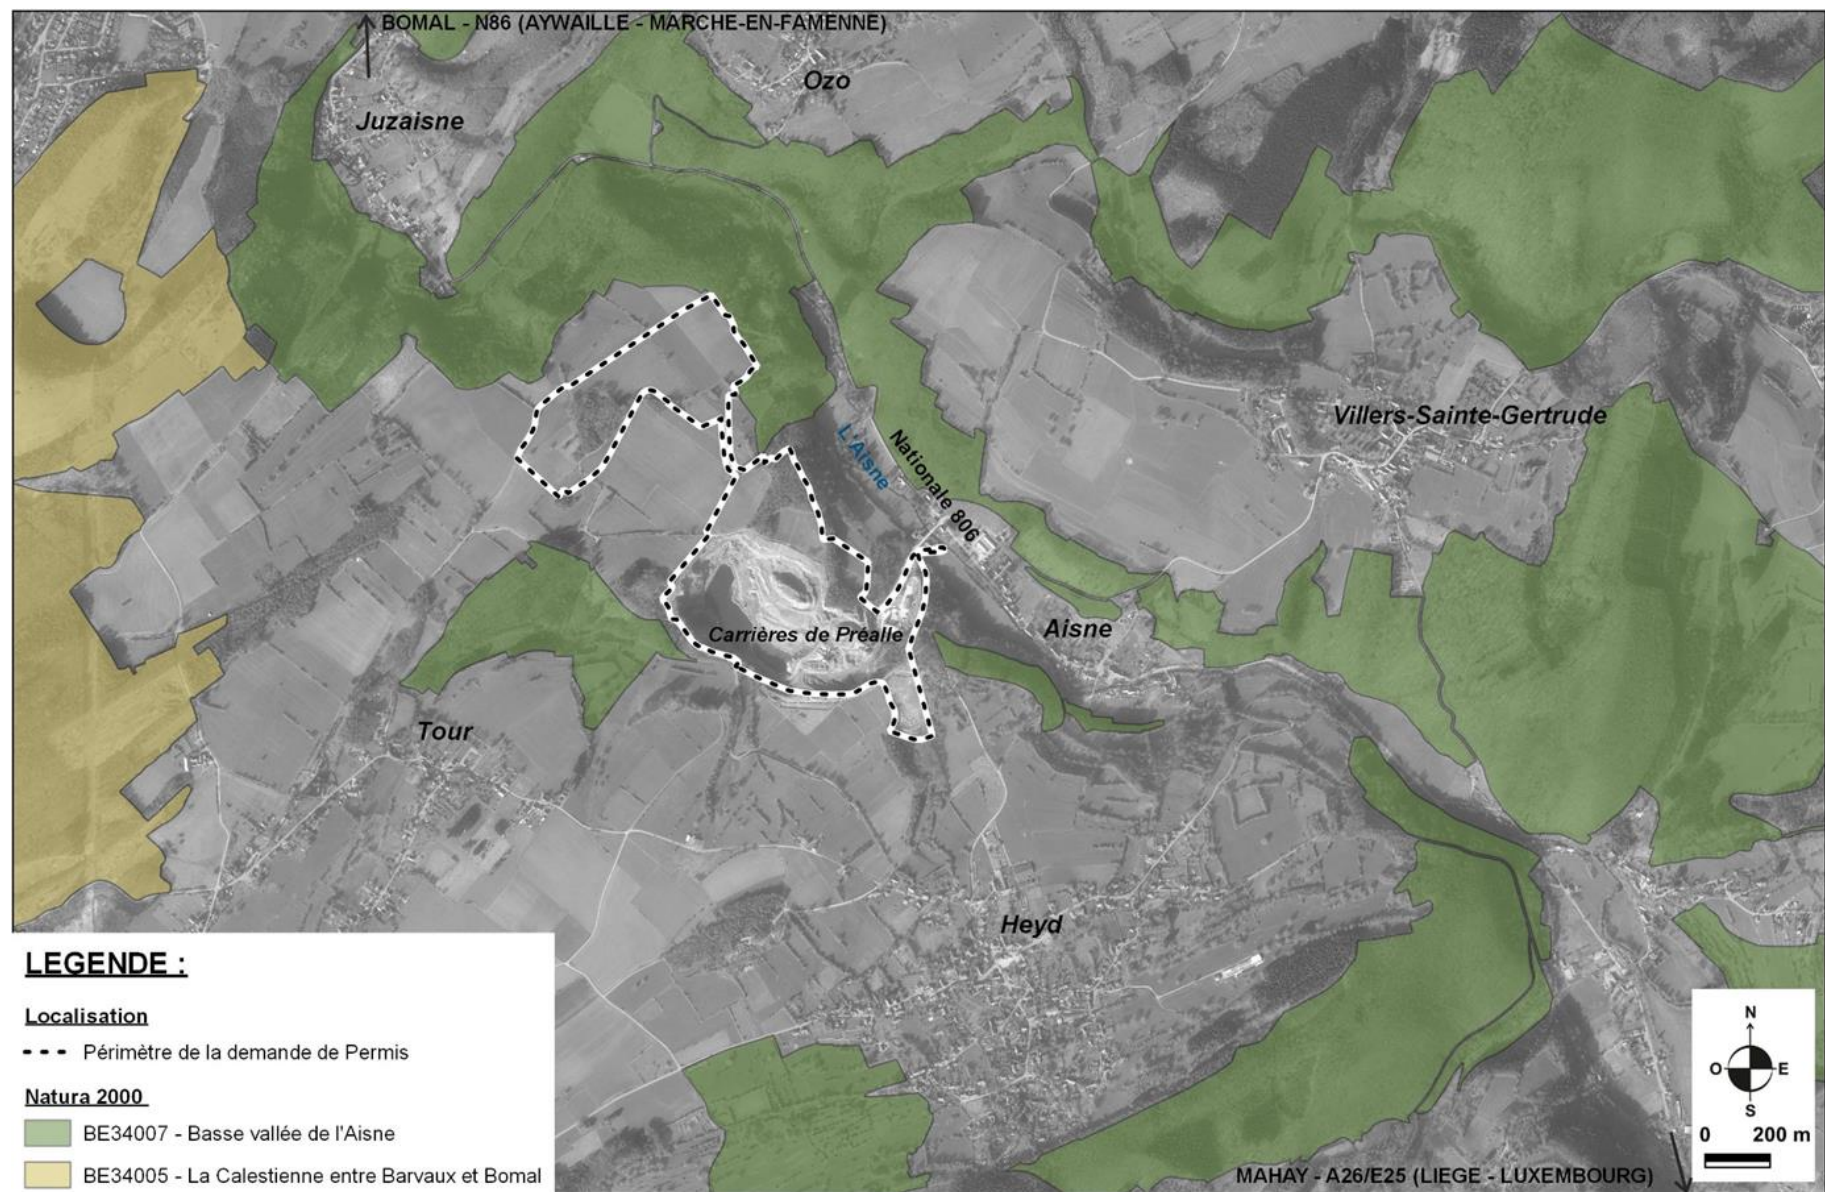 BOMAL - N86 (AYWAILLE - MARCHE-EN-FAMENNE)
Ozo
Juzaisne
Villers-Sainte-Gertrude
L'Aisne
Nationale 806
Carrières de Préalle
Aisne
Tour
Heyd
LEGENDE :
Localisation
Périmètre de la demande de Permis
Natura 2000
BE34007 - Basse vallée de l'Aisne
BE34005 - La Calestienne entre Barvaux et Bomal
N
O E
S
0 200 m
MAHAY - A26/E25 (LIEGE - LUXEMBOURG)